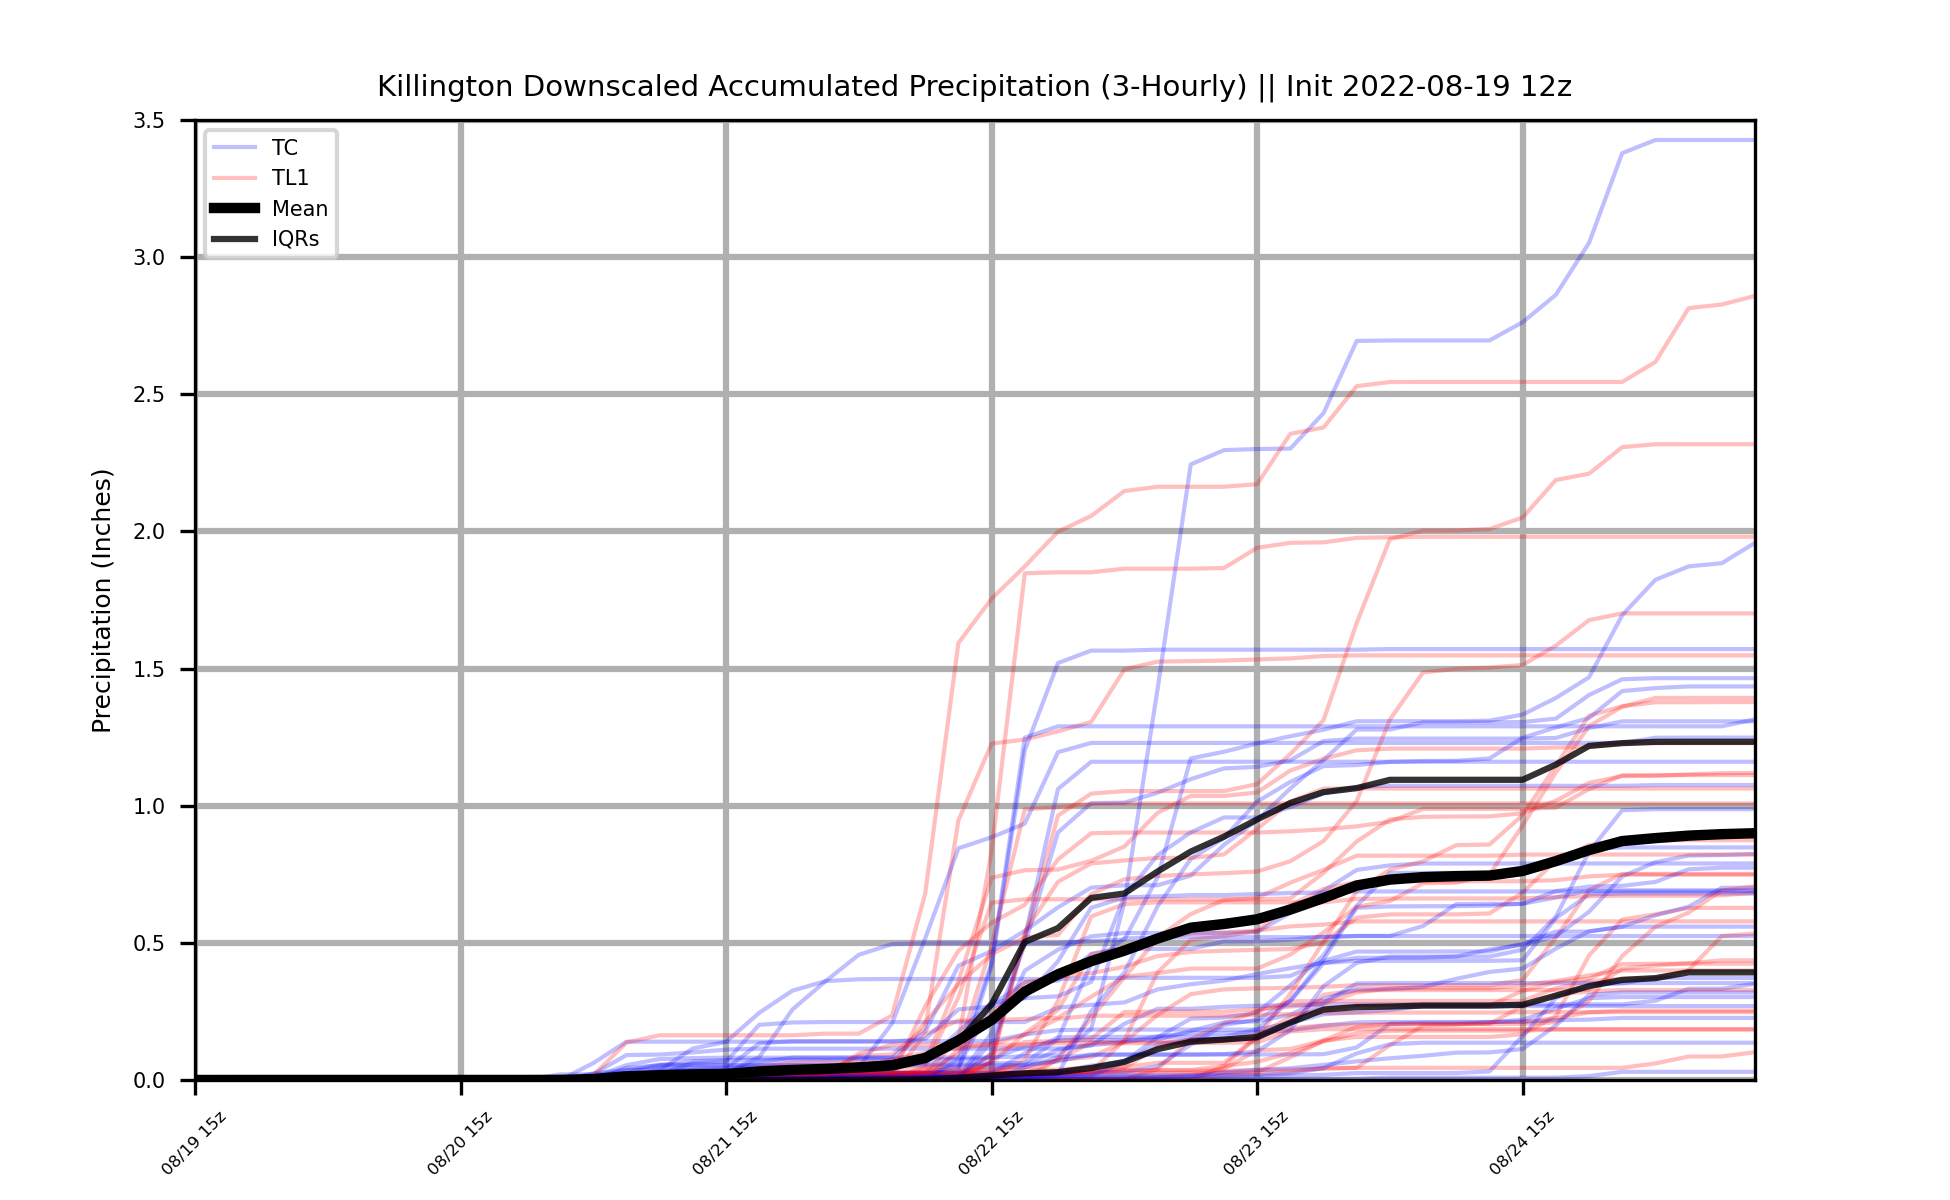 Killington Downscaled Accumulated Precipitation (3-Hourly) || Init 2022-08-19 12z
3.5
3.0
2.5
2.0
1.5
1.0
0.5
0.0
Precipitation (Inches)
TC
TL1
Mean
IQRs
08/19 15z
08/20 15z
08/21 15z
08/22 15z
08/23 15z
08/24 15z